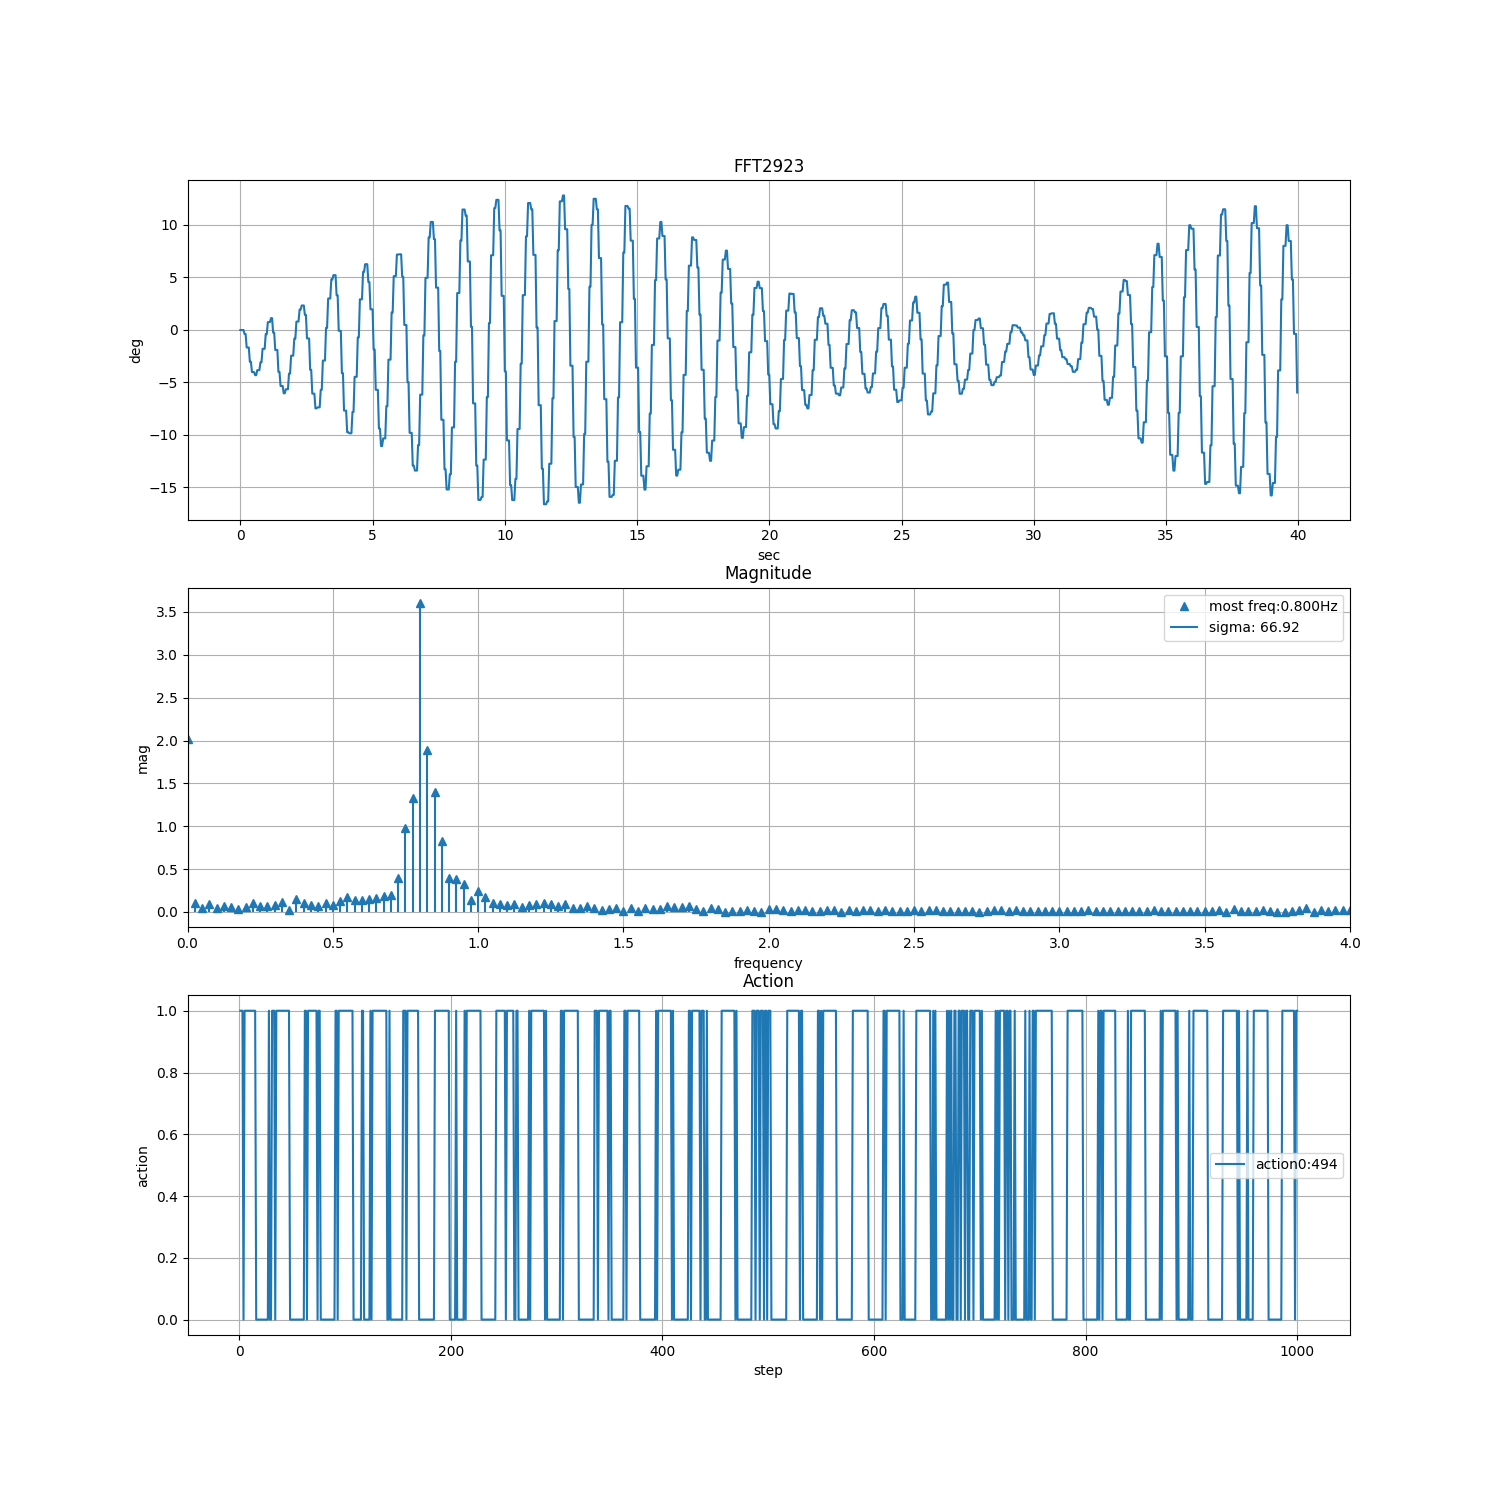 FFT2923
10
5
0
−5
−10
−15
deg
0 5 10 15 20 25 30 35 40
sec
Magnitude
3.5
3.0
2.5
2.0
1.5
1.0
0.5
0.0
mag
most freq:0.800Hz
sigma: 66.92
0.0 0.5 1.0 1.5 2.0 2.5 3.0 3.5 4.0
frequency
Action
1.0
0.8
0.6
0.4
0.2
0.0
action
action0:494
0 200 400 600 800 1000
step